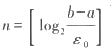 n = [ log₂ (b−a)/ε₀ ]